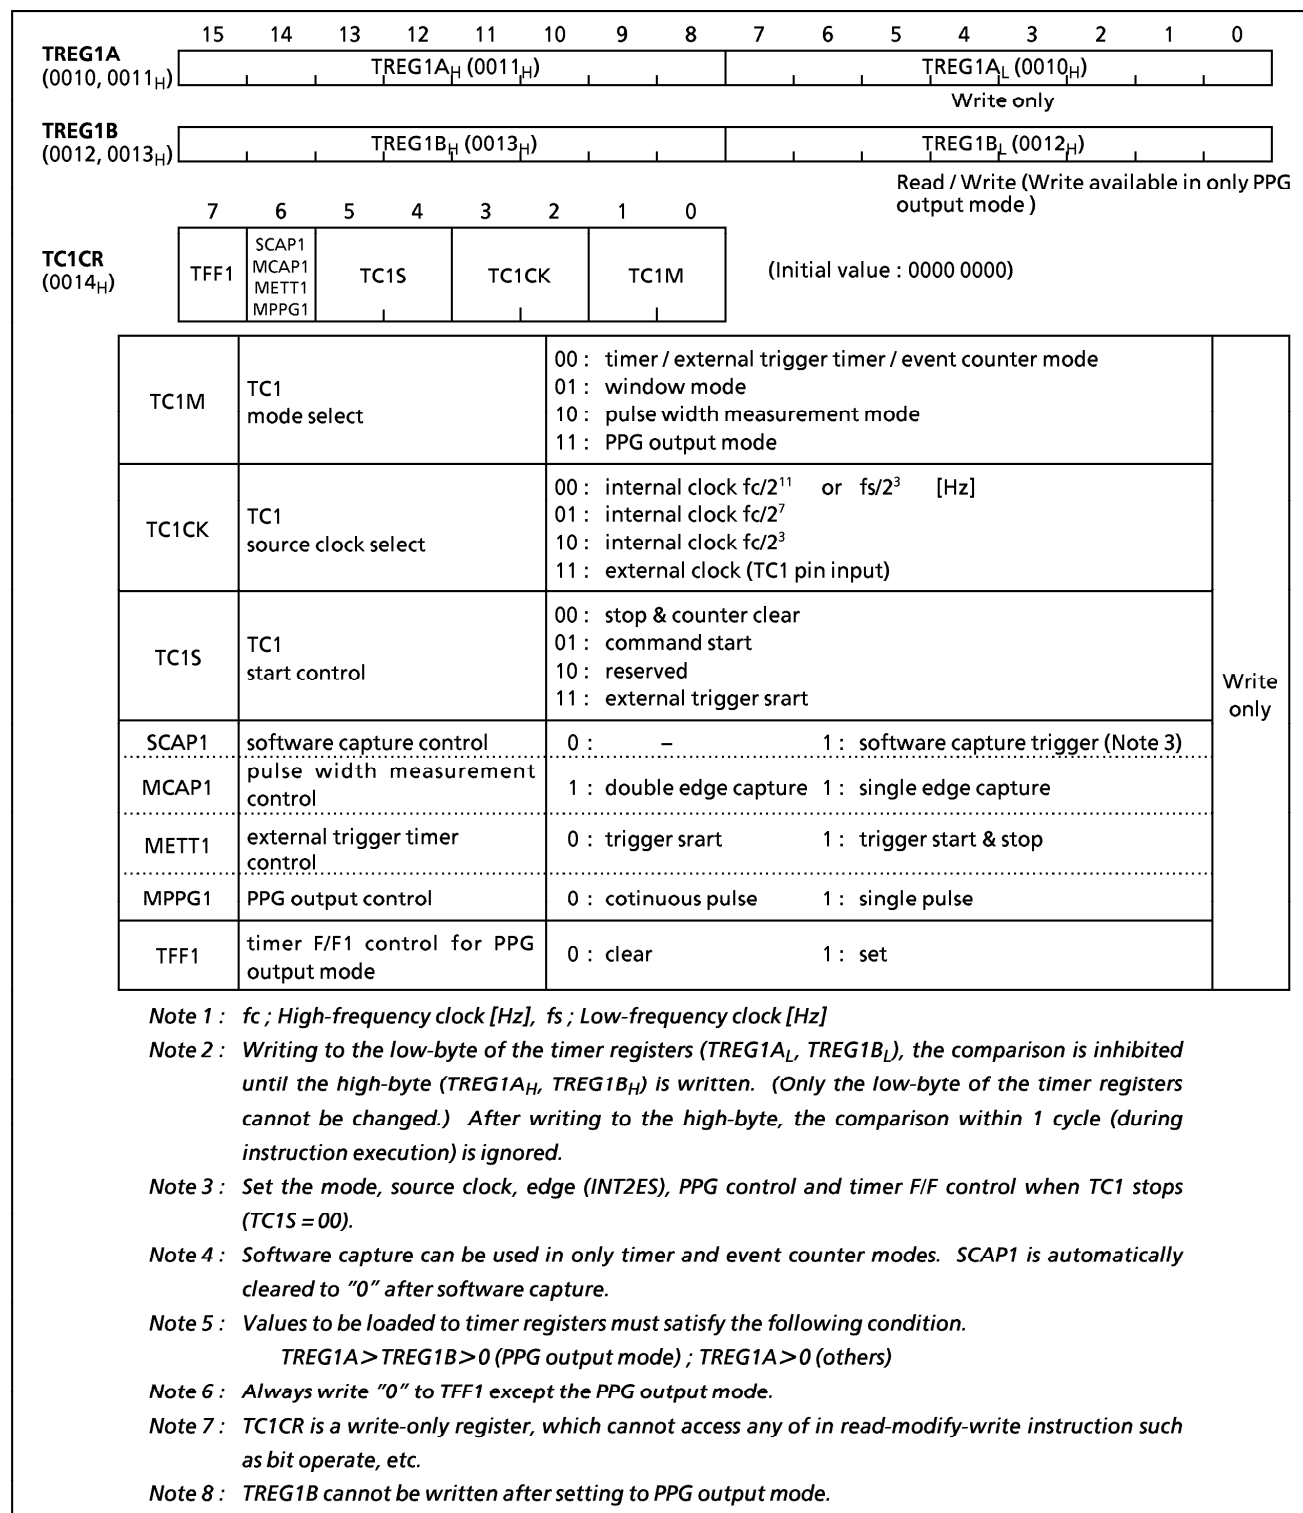 15 14 13 12 11 10 9 8 7 6 5 4 3 2 1 0
TREG1A
(0010, 0011H)
TREG1AH (0011H) TREG1AL (0010H)
Write only
TREG1B
(0012, 0013H)
TREG1BH (0013H) TREG1BL (0012H)
Read / Write (Write available in only PPG
output mode )
7 6 5 4 3 2 1 0
TC1CR
(0014H)
TFF1
SCAP1
MCAP1
METT1
MPPG1
TC1S TC1CK TC1M (Initial value : 0000 0000)
TC1M
TC1
mode select
00 : timer / external trigger timer / event counter mode
01 : window mode
10 : pulse width measurement mode
11 : PPG output mode
TC1CK
TC1
source clock select
00 : internal clock fc/2¹¹ or fs/2³ [Hz]
01 : internal clock fc/2⁷
10 : internal clock fc/2³
11 : external clock (TC1 pin input)
TC1S
TC1
start control
00 : stop & counter clear
01 : command start
10 : reserved
11 : external trigger srart
Write
only
SCAP1 software capture control 0 : – 1 : software capture trigger (Note 3)
MCAP1
pulse width measurement
control
1 : double edge capture 1 : single edge capture
METT1
external trigger timer
control
0 : trigger srart 1 : trigger start & stop
MPPG1 PPG output control 0 : cotinuous pulse 1 : single pulse
TFF1
timer F/F1 control for PPG
output mode
0 : clear 1 : set
Note 1 : fc ; High-frequency clock [Hz], fs ; Low-frequency clock [Hz]
Note 2 : Writing to the low-byte of the timer registers (TREG1AL, TREG1BL), the comparison is inhibited
until the high-byte (TREG1AH, TREG1BH) is written. (Only the low-byte of the timer registers
cannot be changed.) After writing to the high-byte, the comparison within 1 cycle (during
instruction execution) is ignored.
Note 3 : Set the mode, source clock, edge (INT2ES), PPG control and timer F/F control when TC1 stops
(TC1S = 00).
Note 4 : Software capture can be used in only timer and event counter modes. SCAP1 is automatically
cleared to "0" after software capture.
Note 5 : Values to be loaded to timer registers must satisfy the following condition.
TREG1A > TREG1B > 0 (PPG output mode) ; TREG1A > 0 (others)
Note 6 : Always write "0" to TFF1 except the PPG output mode.
Note 7 : TC1CR is a write-only register, which cannot access any of in read-modify-write instruction such
as bit operate, etc.
Note 8 : TREG1B cannot be written after setting to PPG output mode.